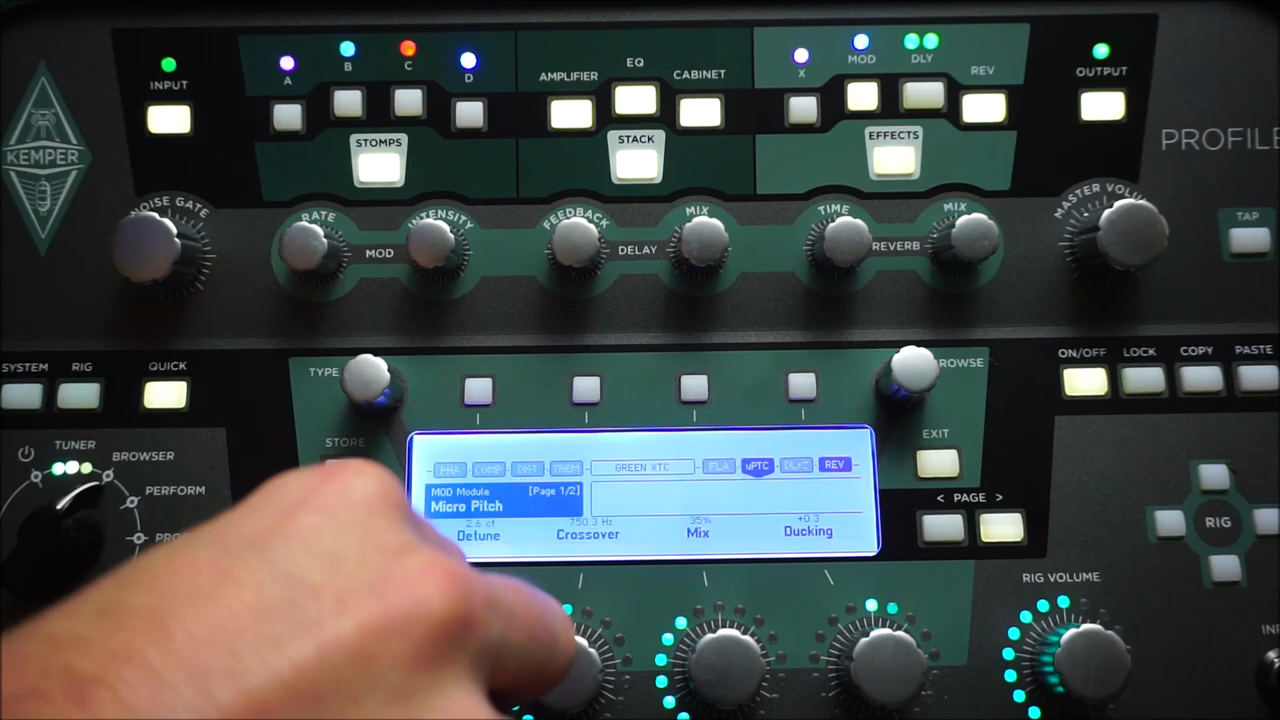 INPUT
A
B
C
D
AMPLIFIER
EQ
CABINET
X
MOD
DLY
REV
OUTPUT
KEMPER
STOMPS
STACK
EFFECTS
PROFILE
NOISE GATE
RATE
INTENSITY
FEEDBACK
MIX
TIME
MIX
MASTER VOLU
TAP
MOD
DELAY
REVERB
SYSTEM
RIG
QUICK
TYPE
ROWSE
ON/OFF
LOCK
COPY
PASTE
STORE
EXIT
TUNER
BROWSER
PERFORM
PRO
PHA
COMP
TREM
GREEN XTC
FLA
uPTC
REV
MOD Module
[Page 1/2]
Micro Pitch
2.6 ct
750.3 Hz
35%
+0.3
Detune
Crossover
Mix
Ducking
< PAGE >
RIG
RIG VOLUME